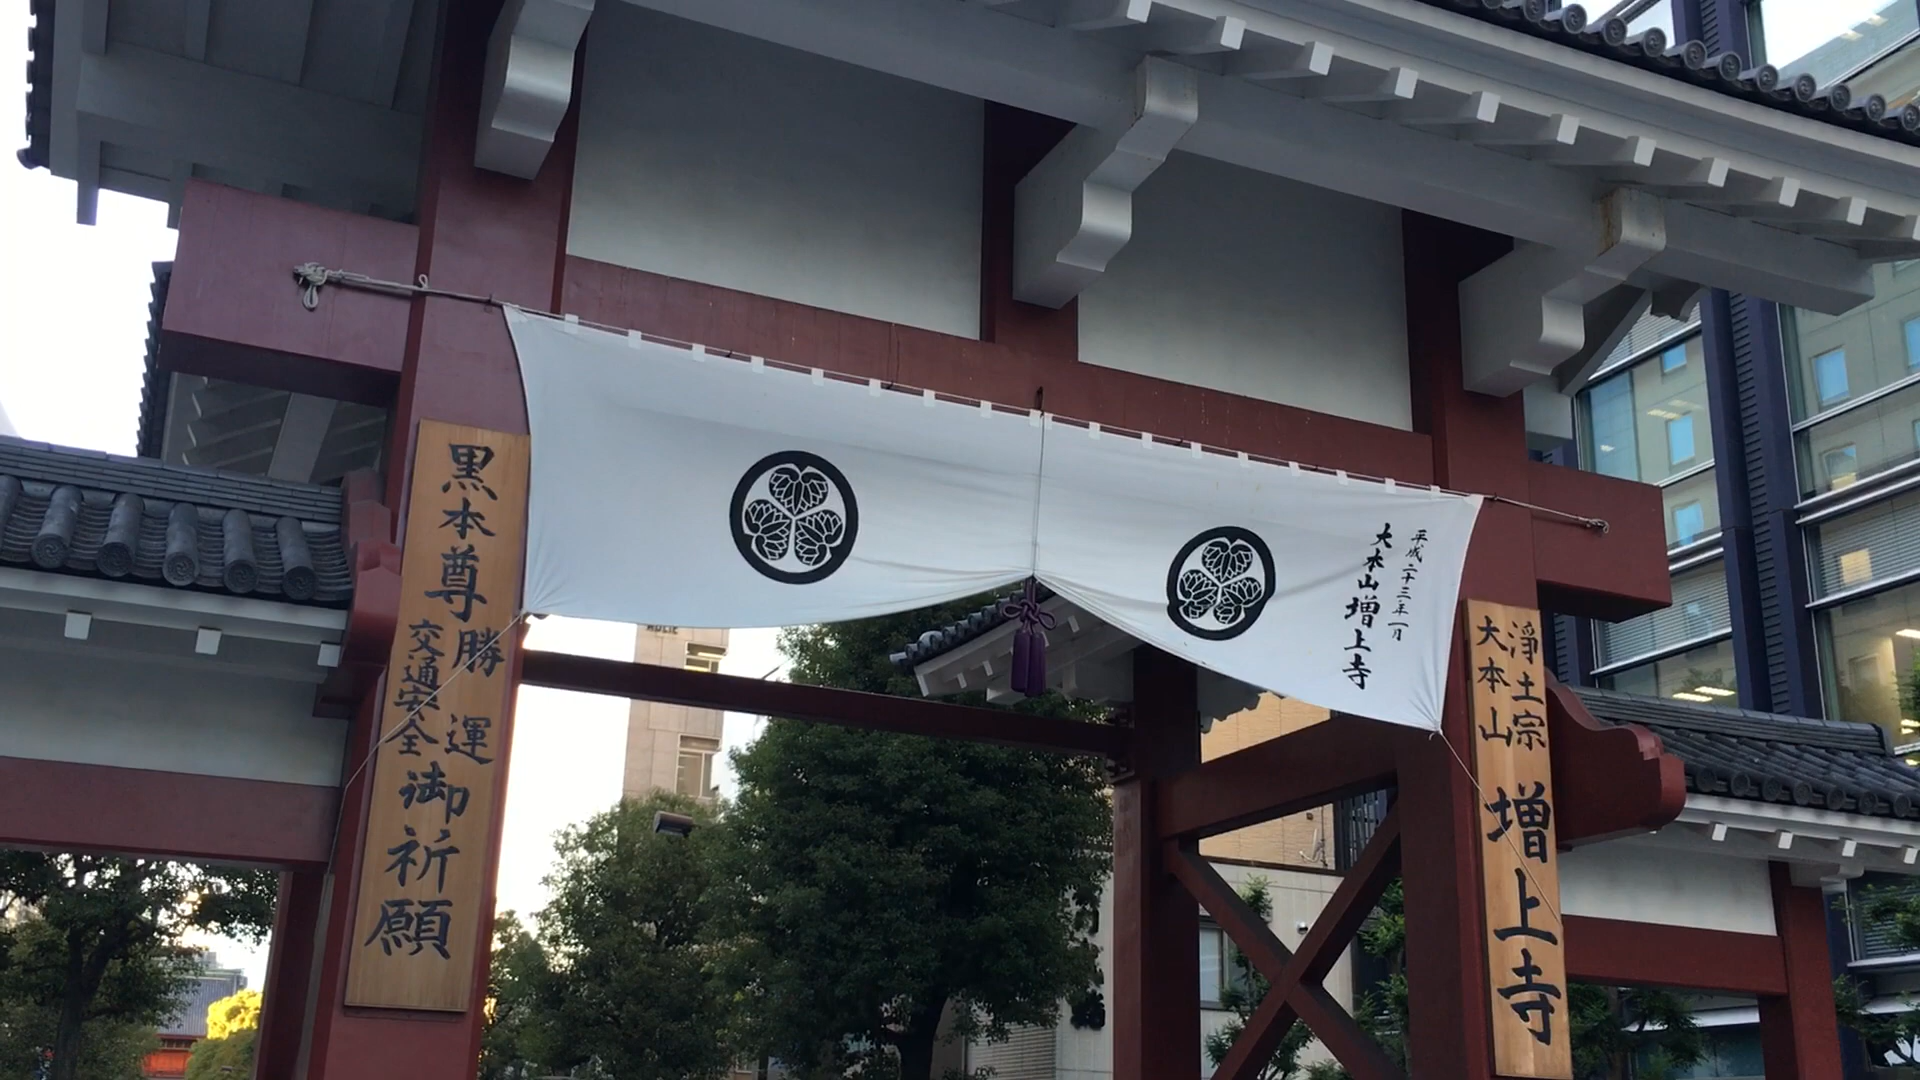 黒本尊勝運御祈願
交通安全
平成二十三年一月
大本山増上寺
浄土宗
大本山
増上寺